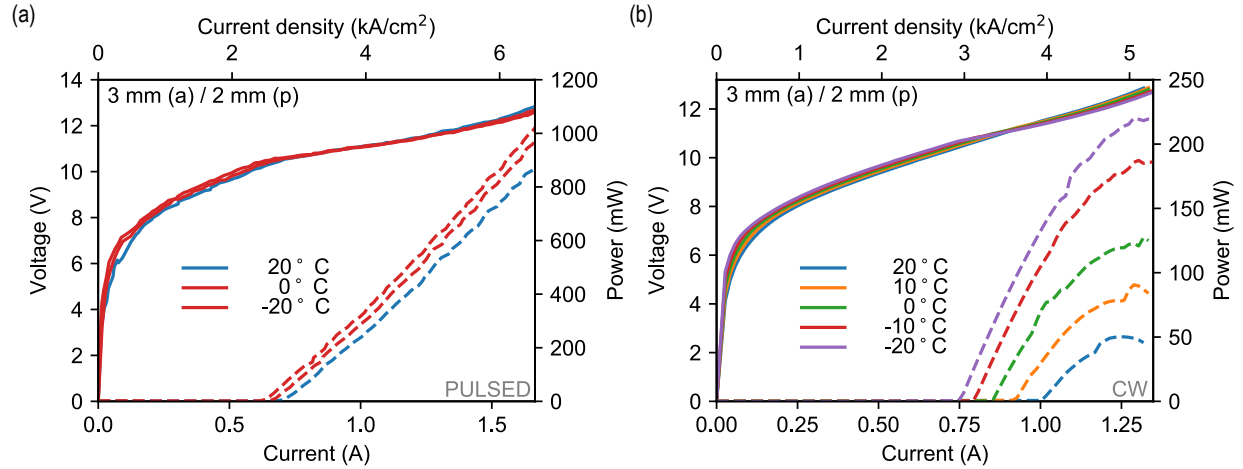 (a)
Current density (kA/cm²)
0 1 2 3 4 5 6
14 12 10 8 6 4 2 0
Voltage (V)
3 mm (a) / 2 mm (p)
20° C
0° C
-20° C
PULSED
1200 1000 800 600 400 200 0
Power (mW)
0.0 0.5 1.0 1.5
Current (A)
(b)
Current density (kA/cm²)
0 1 2 3 4 5
12 10 8 6 4 2 0
Voltage (V)
3 mm (a) / 2 mm (p)
20° C
10° C
0° C
-10° C
-20° C
CW
250 200 150 100 50 0
Power (mW)
0.00 0.25 0.50 0.75 1.00 1.25
Current (A)